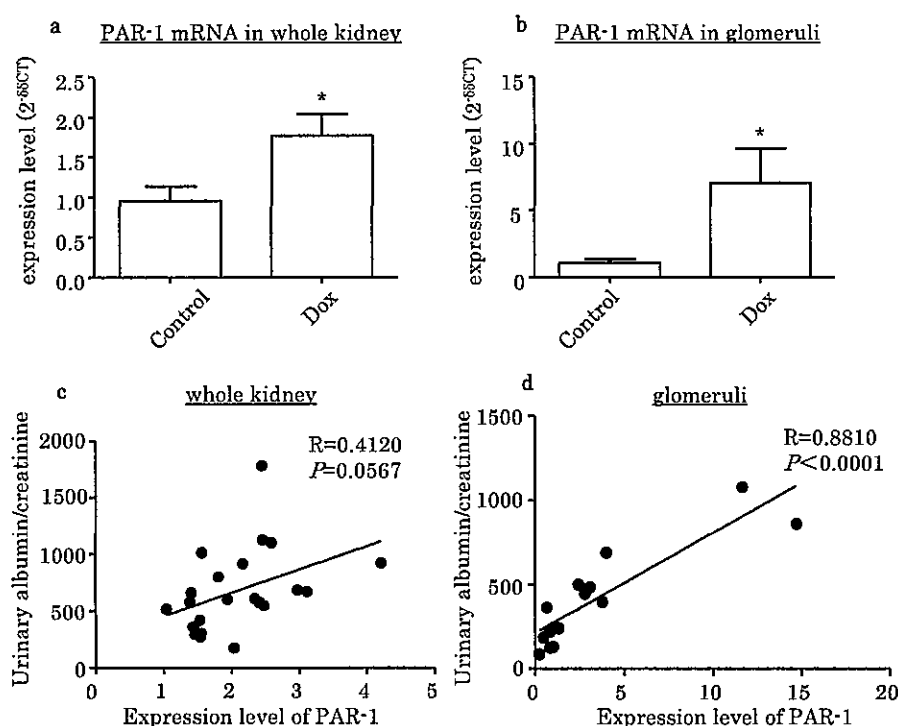 a
PAR-1 mRNA in whole kidney
expression level (2-δδCT)
2.5
2.0
1.5
1.0
0.5
0.0
*
Control
Dox
b
PAR-1 mRNA in glomeruli
expression level (2-δδCT)
15
10
5
0
*
Control
Dox
c
whole kidney
Urinary albumin/creatinine
2000
1500
1000
500
0
R=0.4120
P=0.0567
0 1 2 3 4 5
Expression level of PAR-1
d
glomeruli
Urinary albumin/creatinine
1500
1000
500
0
R=0.8810
P<0.0001
0 5 10 15 20
Expression level of PAR-1